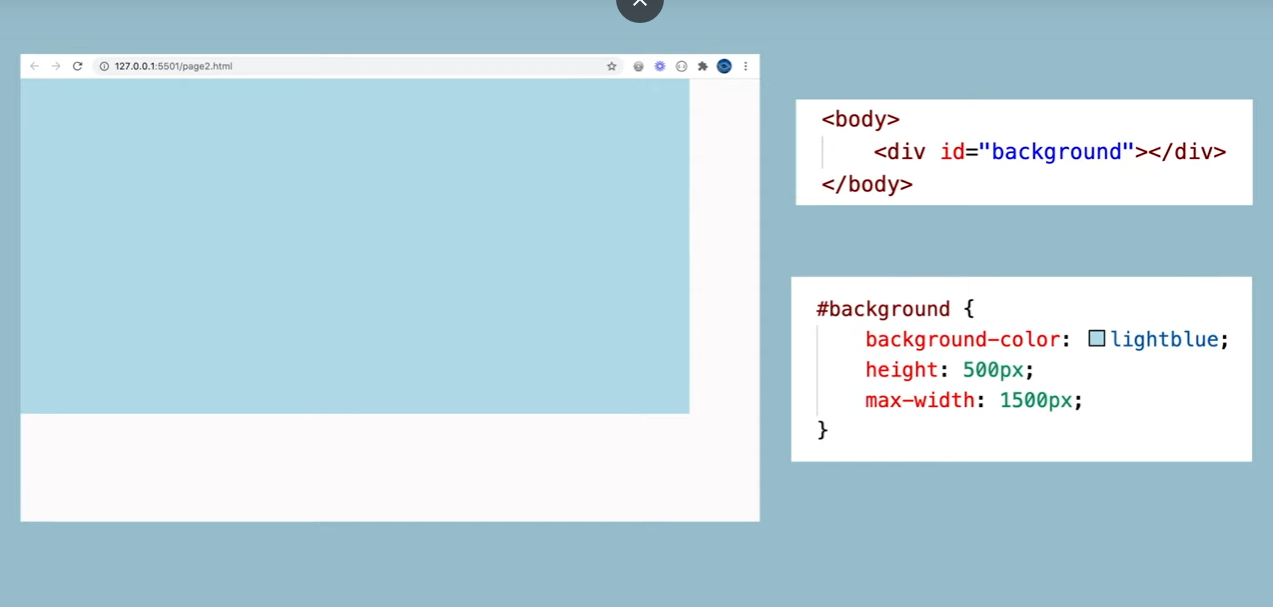 127.0.0.1:5501/page2.html
<body>
<div id="background"></div>
</body>
#background {
background-color: lightblue;
height: 500px;
max-width: 1500px;
}